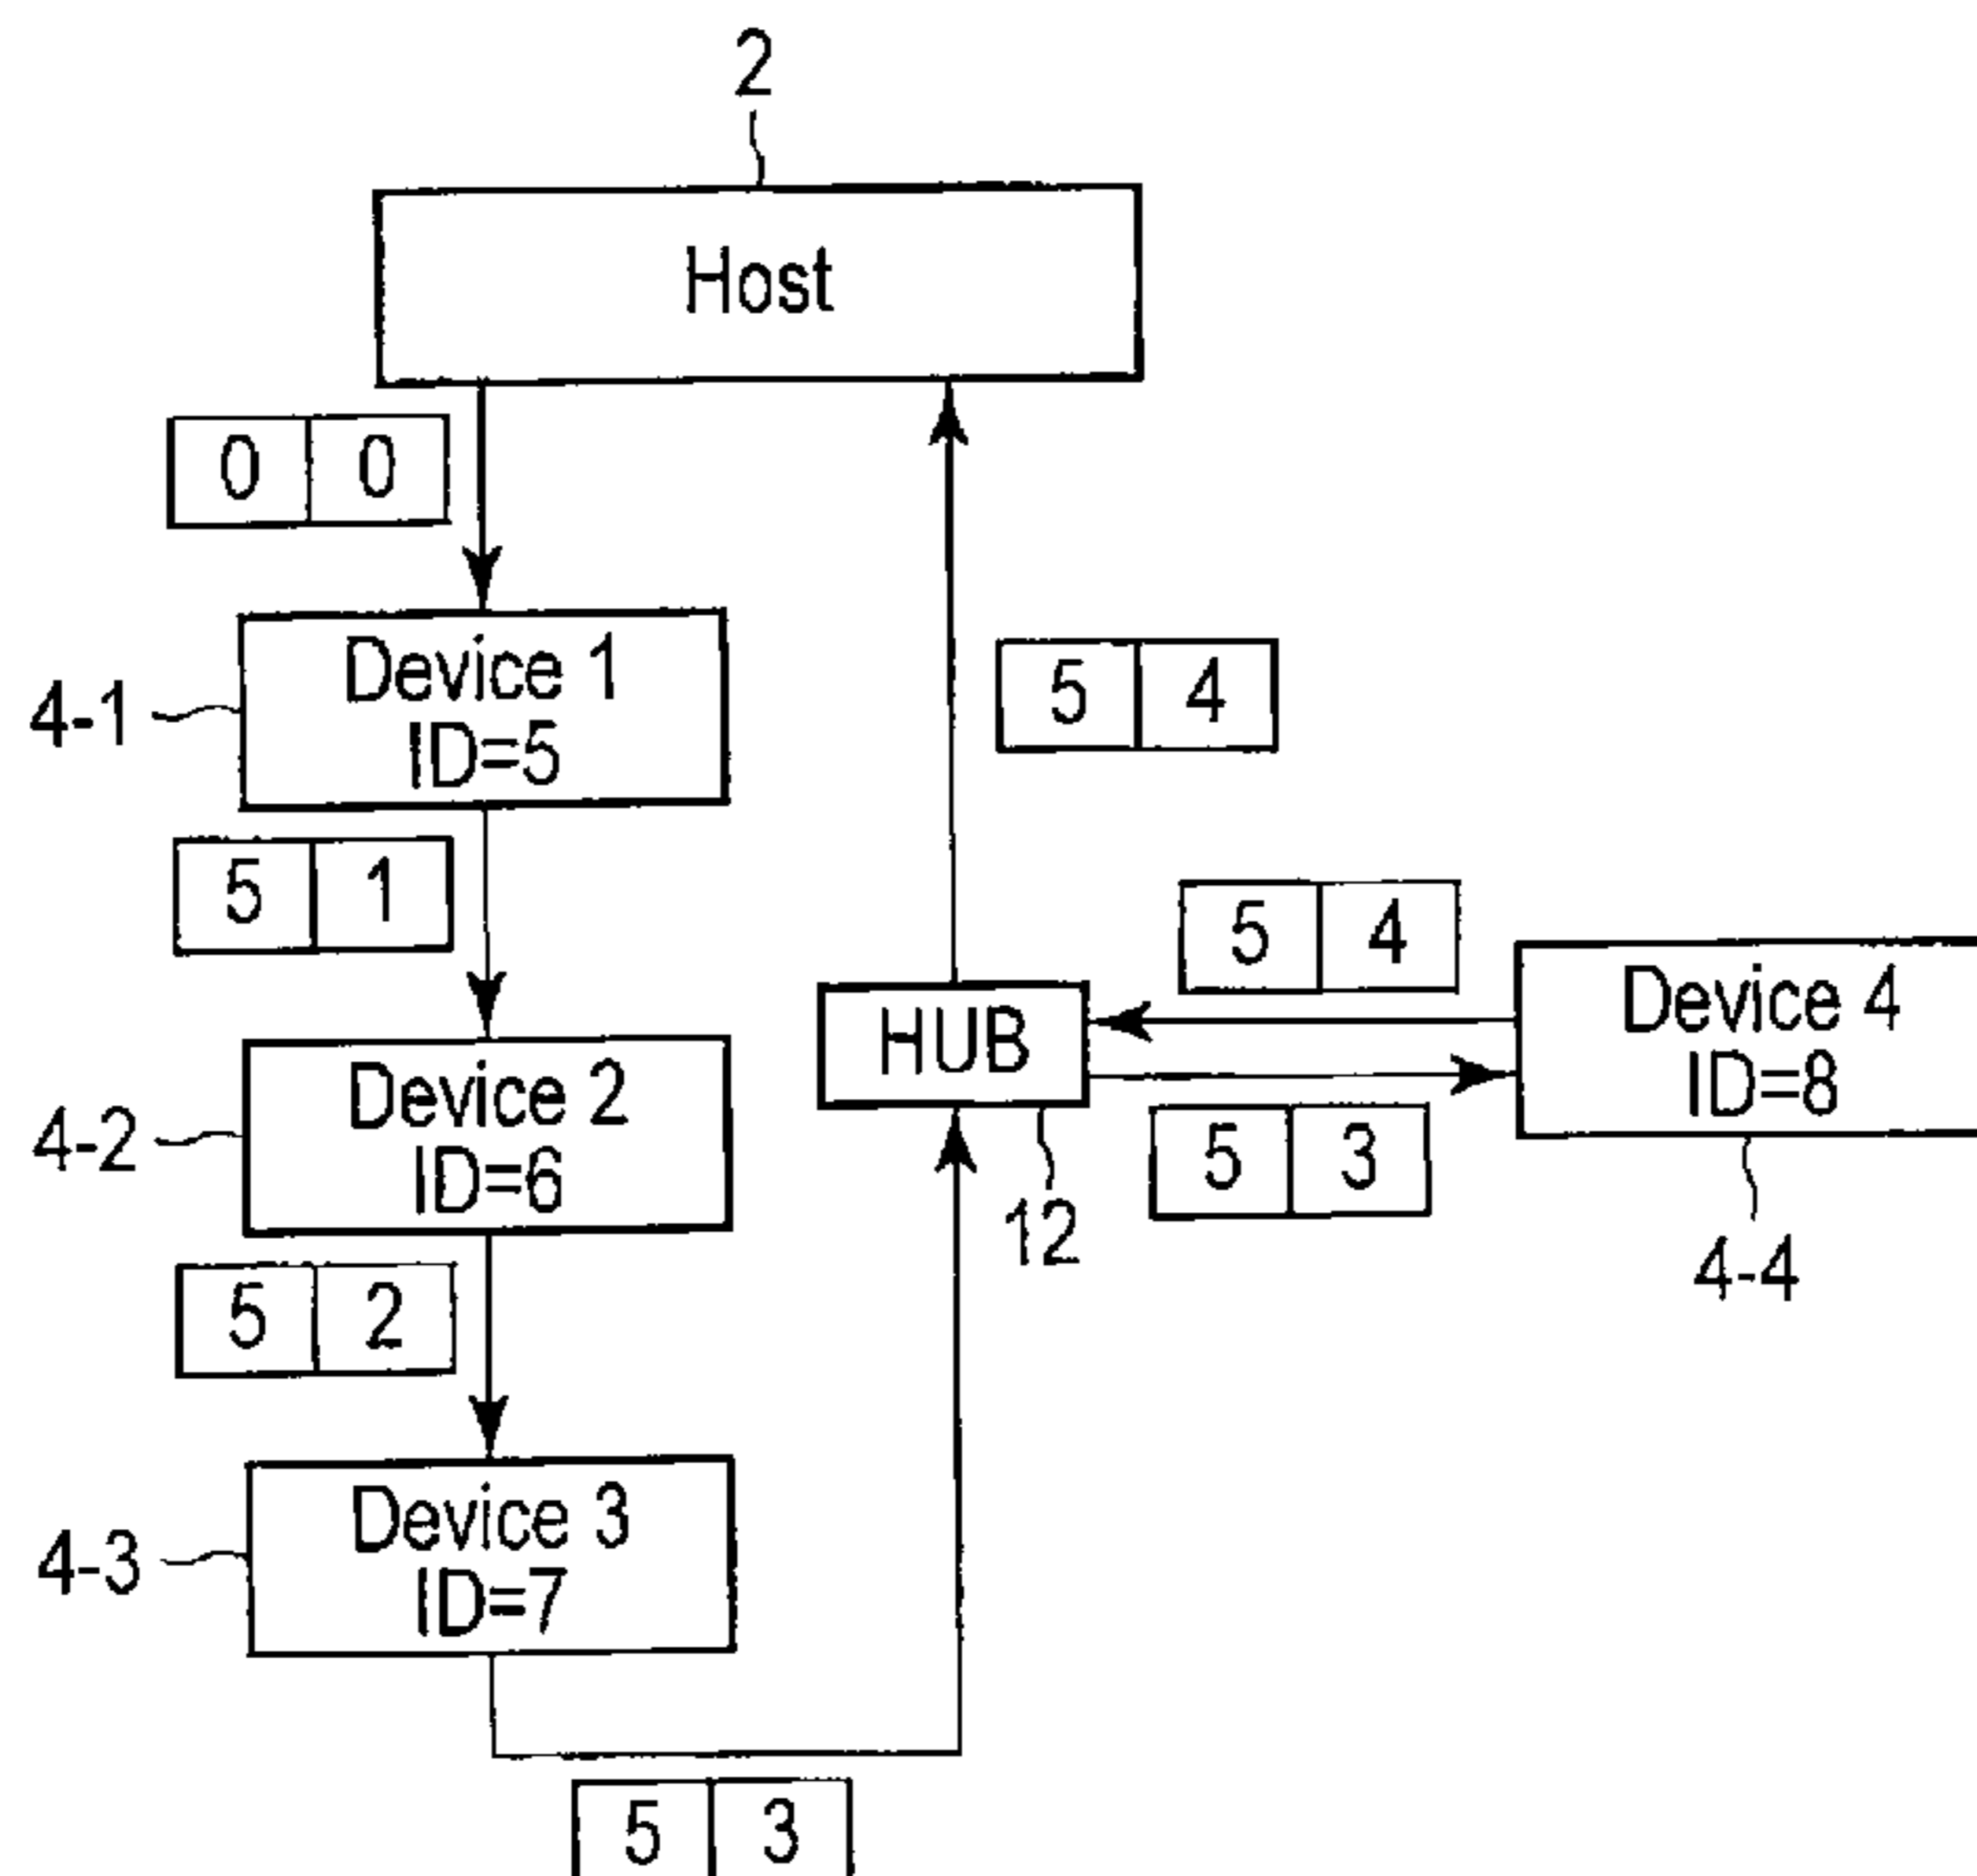 2
Host
0 0
Device 1
ID=5
4-1
5 4
5 1
5 4
Device 4
ID=8
HUB
Device 2
ID=6
4-2
5 3
12
4-4
5 2
Device 3
ID=7
4-3
5 3